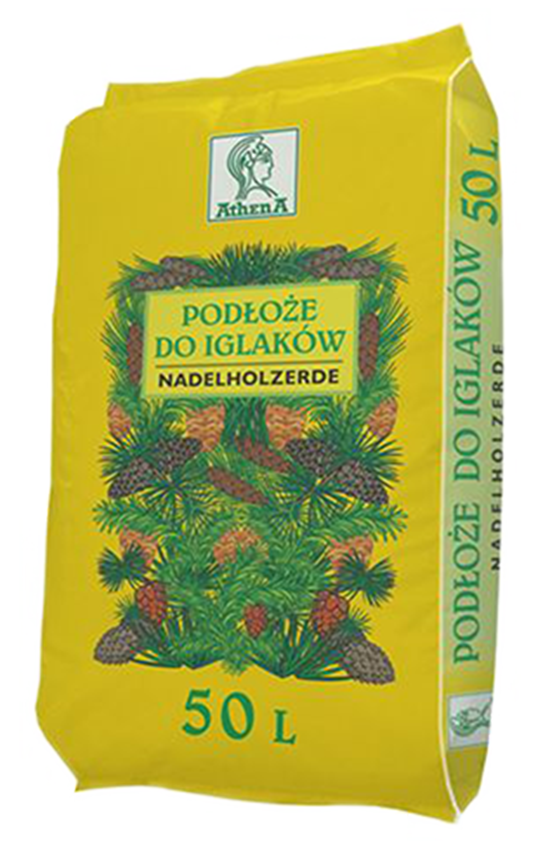 AthenA
PODŁOŻE
DO IGLAKÓW
NADELHOLZERDE
50 L
PODŁOŻE DO IGLAKÓW 50 L
NADELHOLZERDE